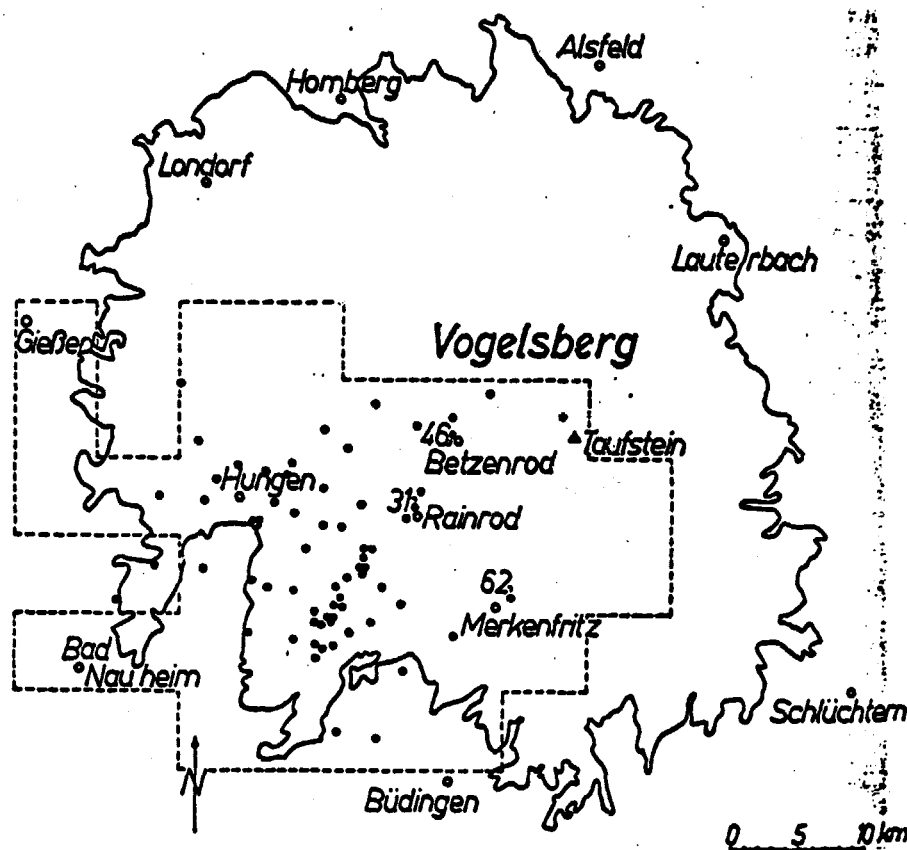 Alsfeld
Homberg
Londorf
Lauterbach
Gießen
Vogelsberg
46
Taufstein
Betzenrod
Hungen
31
Rainrod
62
Merkenfritz
Bad
Nauheim
Schlüchtern
N
Büdingen
0 5 10 km